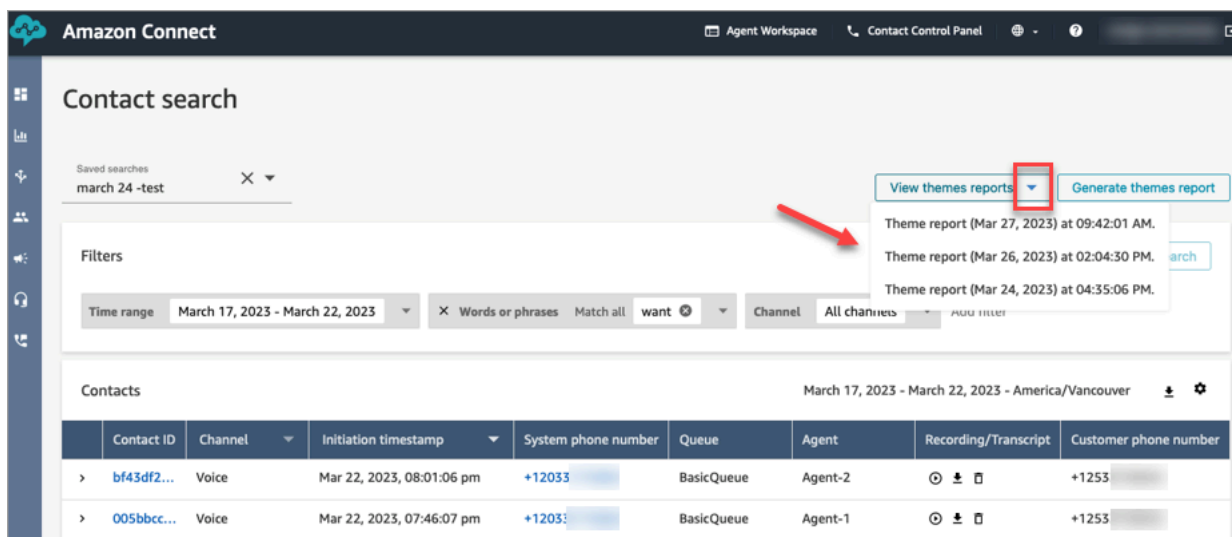 Amazon Connect
Agent Workspace
Contact Control Panel
Contact search
Saved searches
march 24 -test
View themes reports
Generate themes report
Theme report (Mar 27, 2023) at 09:42:01 AM.
Theme report (Mar 26, 2023) at 02:04:30 PM.
Theme report (Mar 24, 2023) at 04:35:06 PM.
Filters
Time range March 17, 2023 - March 22, 2023 Words or phrases Match all want Channel All channels Add filter
Contacts
March 17, 2023 - March 22, 2023 - America/Vancouver
Contact ID Channel Initiation timestamp System phone number Queue Agent Recording/Transcript Customer phone number
bf43df2... Voice Mar 22, 2023, 08:01:06 pm +12033 BasicQueue Agent-2 +1253
005bbcc... Voice Mar 22, 2023, 07:46:07 pm +1203 BasicQueue Agent-1 +1253